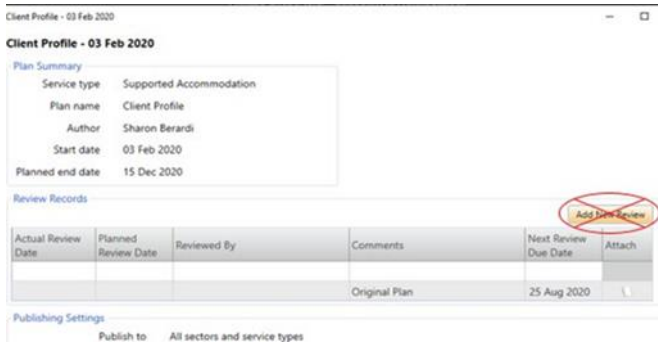 Client Profile - 03 Feb 2020
Client Profile - 03 Feb 2020
Plan Summary
Service type Supported Accommodation
Plan name Client Profile
Author Sharon Berardi
Start date 03 Feb 2020
Planned end date 15 Dec 2020
Review Records
Add New Review
Actual Review Date Planned Review Date Reviewed By Comments Next Review Due Date Attach
Original Plan 25 Aug 2020
Publishing Settings
Publish to All sectors and service types